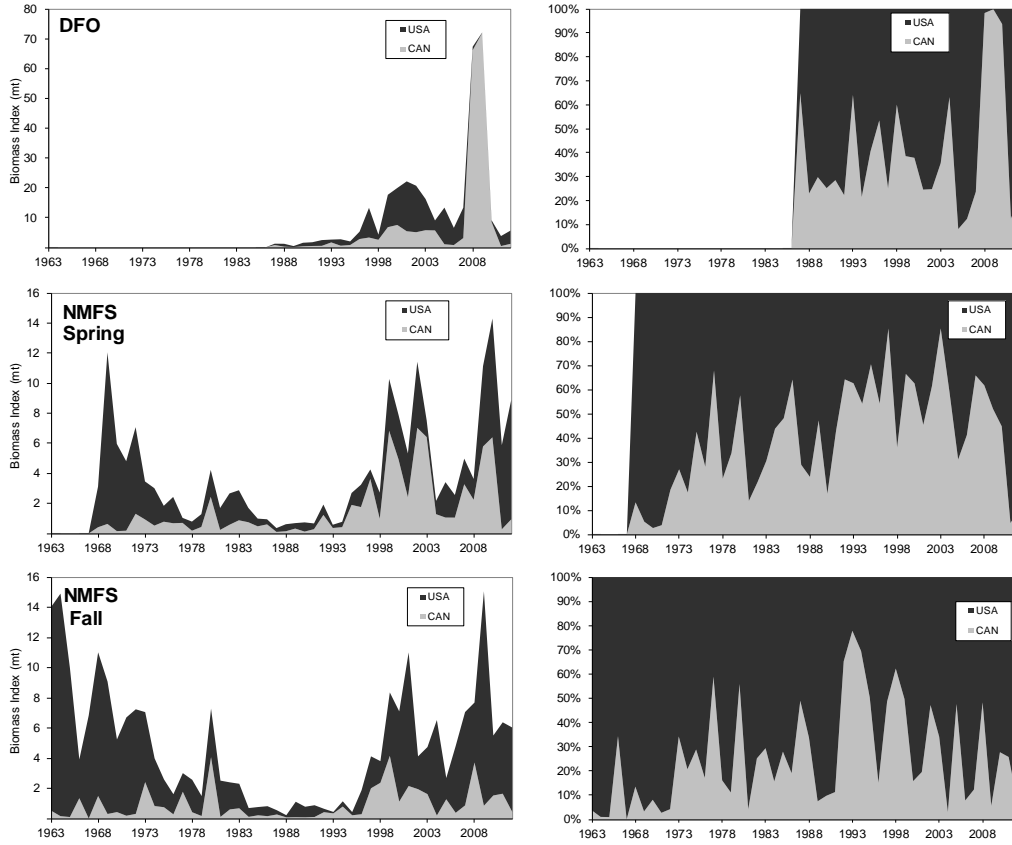 DFO
USA
CAN
Biomass Index (mt)
80
70
60
50
40
30
20
10
1963 1968 1973 1978 1983 1988 1993 1998 2003 2008
USA
CAN
100%
90%
80%
70%
60%
50%
40%
30%
20%
10%
0%
1963 1968 1973 1978 1983 1988 1993 1998 2003 2008
NMFS
Spring
USA
CAN
Biomass Index (mt)
16
14
12
10
8
6
4
2
1963 1968 1973 1978 1983 1988 1993 1998 2003 2008
USA
CAN
100%
90%
80%
70%
60%
50%
40%
30%
20%
10%
0%
1963 1968 1973 1978 1983 1988 1993 1998 2003 2008
NMFS
Fall
USA
CAN
Biomass Index (mt)
16
14
12
10
8
6
4
2
1963 1968 1973 1978 1983 1988 1993 1998 2003 2008
USA
CAN
100%
90%
80%
70%
60%
50%
40%
30%
20%
10%
0%
1963 1968 1973 1978 1983 1988 1993 1998 2003 2008